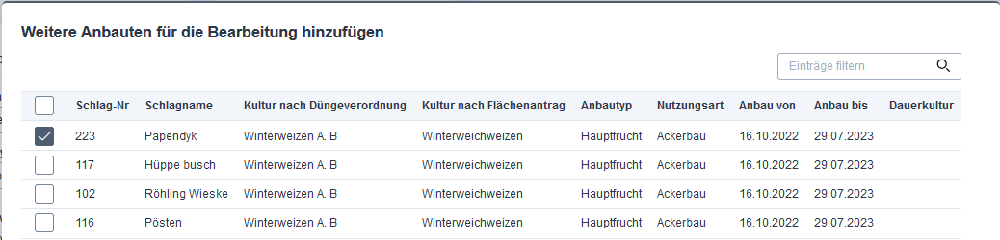 Weitere Anbauten für die Bearbeitung hinzufügen
Einträge filtern
Schlag-Nr Schlagname Kultur nach Düngeverordnung Kultur nach Flächenantrag Anbautyp Nutzungsart Anbau von Anbau bis Dauerkultur
223 Papendyk Winterweizen A. B Winterweichweizen Hauptfrucht Ackerbau 16.10.2022 29.07.2023
117 Hüppe busch Winterweizen A. B Winterweichweizen Hauptfrucht Ackerbau 16.10.2022 29.07.2023
102 Röhling Wieske Winterweizen A. B Winterweichweizen Hauptfrucht Ackerbau 16.10.2022 29.07.2023
116 Pösten Winterweizen A. B Winterweichweizen Hauptfrucht Ackerbau 16.10.2022 29.07.2023